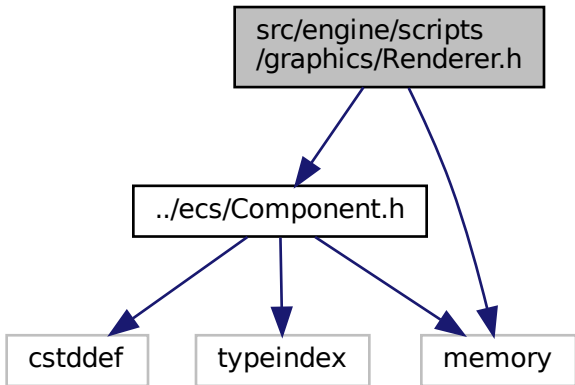 src/engine/scripts
/graphics/Renderer.h
../ecs/Component.h
cstddef
typeindex
memory